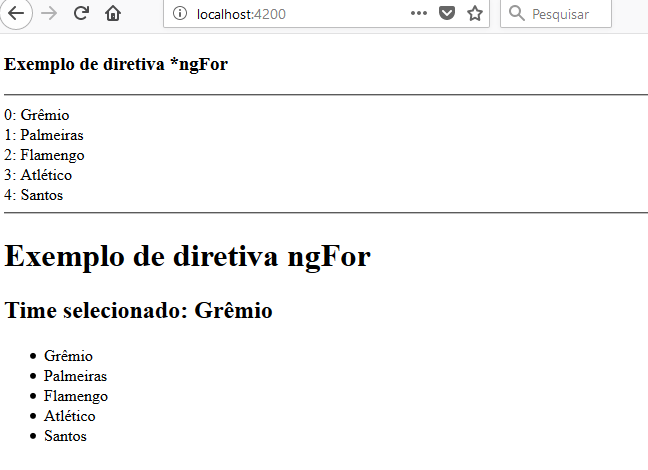 localhost:4200
Pesquisar
Exemplo de diretiva *ngFor
0: Grêmio
1: Palmeiras
2: Flamengo
3: Atlético
4: Santos
Exemplo de diretiva ngFor
Time selecionado: Grêmio
Grêmio
Palmeiras
Flamengo
Atlético
Santos